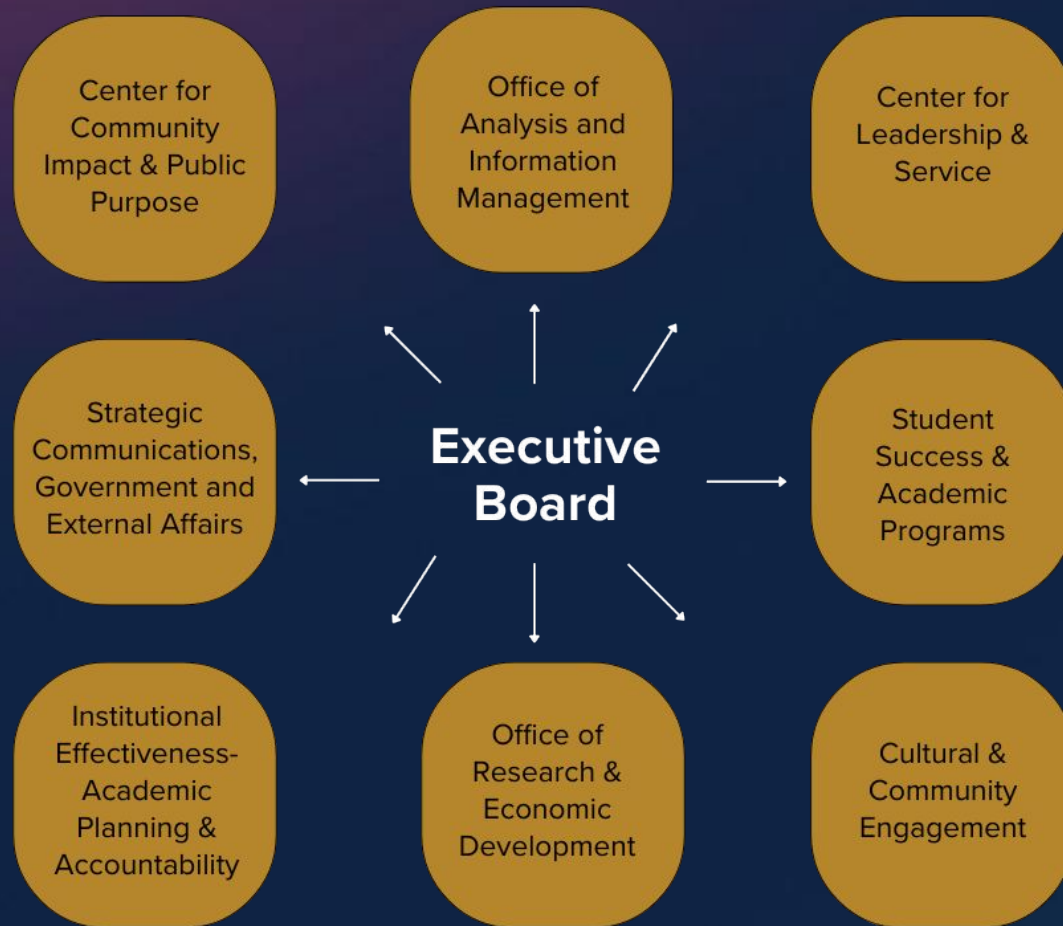 Center for
Community
Impact & Public
Purpose
Office of
Analysis and
Information
Management
Center for
Leadership &
Service
Strategic
Communications,
Government and
External Affairs
Executive
Board
Student
Success &
Academic
Programs
Institutional
Effectiveness-
Academic
Planning &
Accountability
Office of
Research &
Economic
Development
Cultural &
Community
Engagement